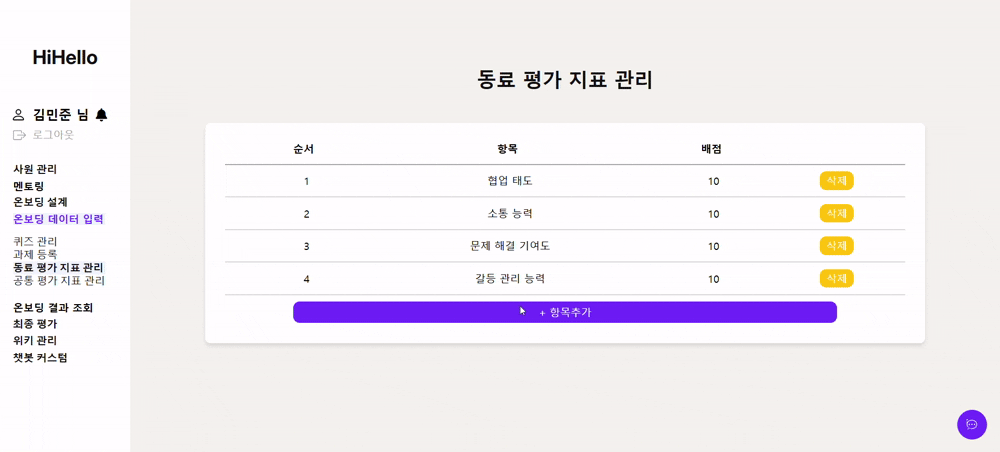 HiHello
김민준 님
로그아웃
사원 관리
멘토링
온보딩 설계
온보딩 데이터 입력
퀴즈 관리
과제 등록
동료 평가 지표 관리
공통 평가 지표 관리
온보딩 결과 조회
최종 평가
위키 관리
챗봇 커스텀
동료 평가 지표 관리
순서 항목 배점
1 협업 태도 10 삭제
2 소통 능력 10 삭제
3 문제 해결 기여도 10 삭제
4 갈등 관리 능력 10 삭제
+ 항목추가